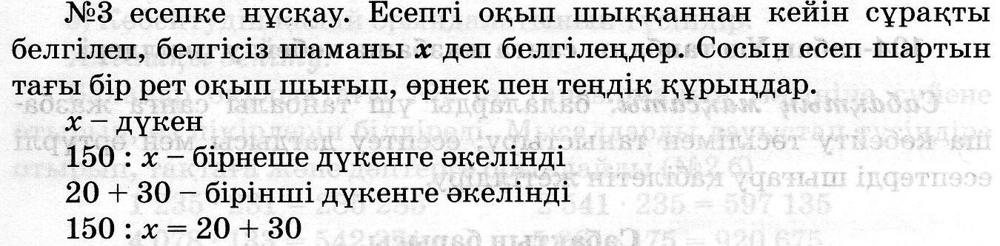 №3 есепке нұсқау. Есепті оқып шыққаннан кейін сұрақты
белгілеп, белгісіз шаманы x деп белгілеңдер. Сосын есеп шартын
тағы бір рет оқып шығып, өрнек пен теңдік құрыңдар.
x – дүкен
150 : x – бірнеше дүкенге әкелінді
20 + 30 – бірінші дүкенге әкелінді
150 : x = 20 + 30